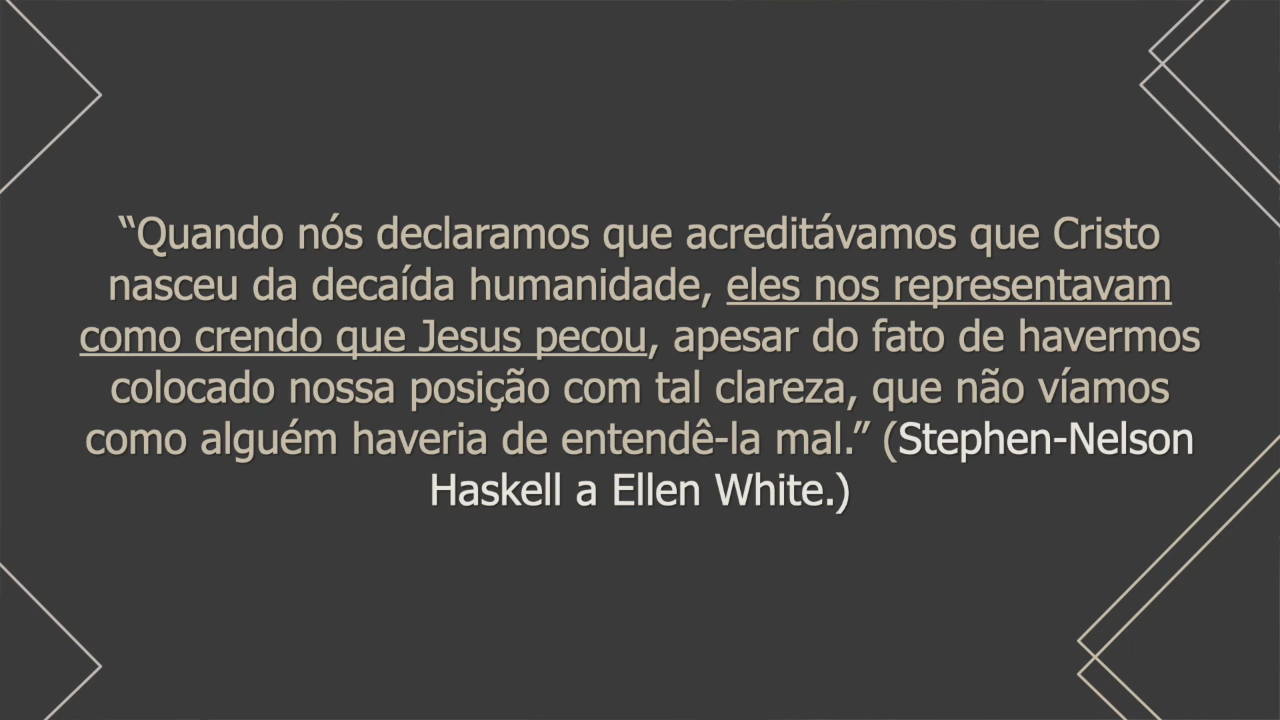 “Quando nós declaramos que acreditávamos que Cristo
nasceu da decaída humanidade, eles nos representavam
como crendo que Jesus pecou, apesar do fato de havermos
colocado nossa posição com tal clareza, que não víamos
como alguém haveria de entendê-la mal.” (Stephen-Nelson
Haskell a Ellen White.)